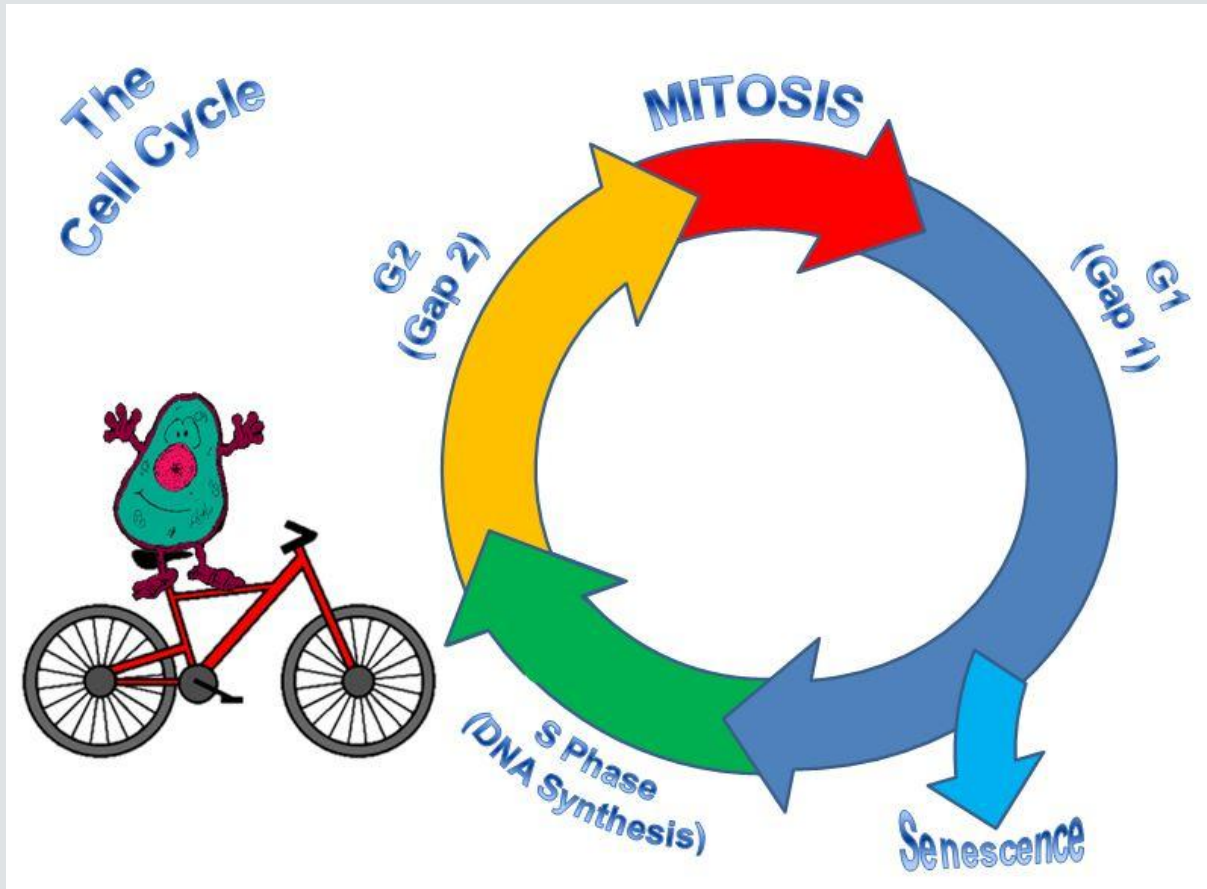 The
Cell Cycle
MITOSIS
G2
(Gap 2)
G1
(Gap 1)
S Phase
(DNA Synthesis)
Senescence